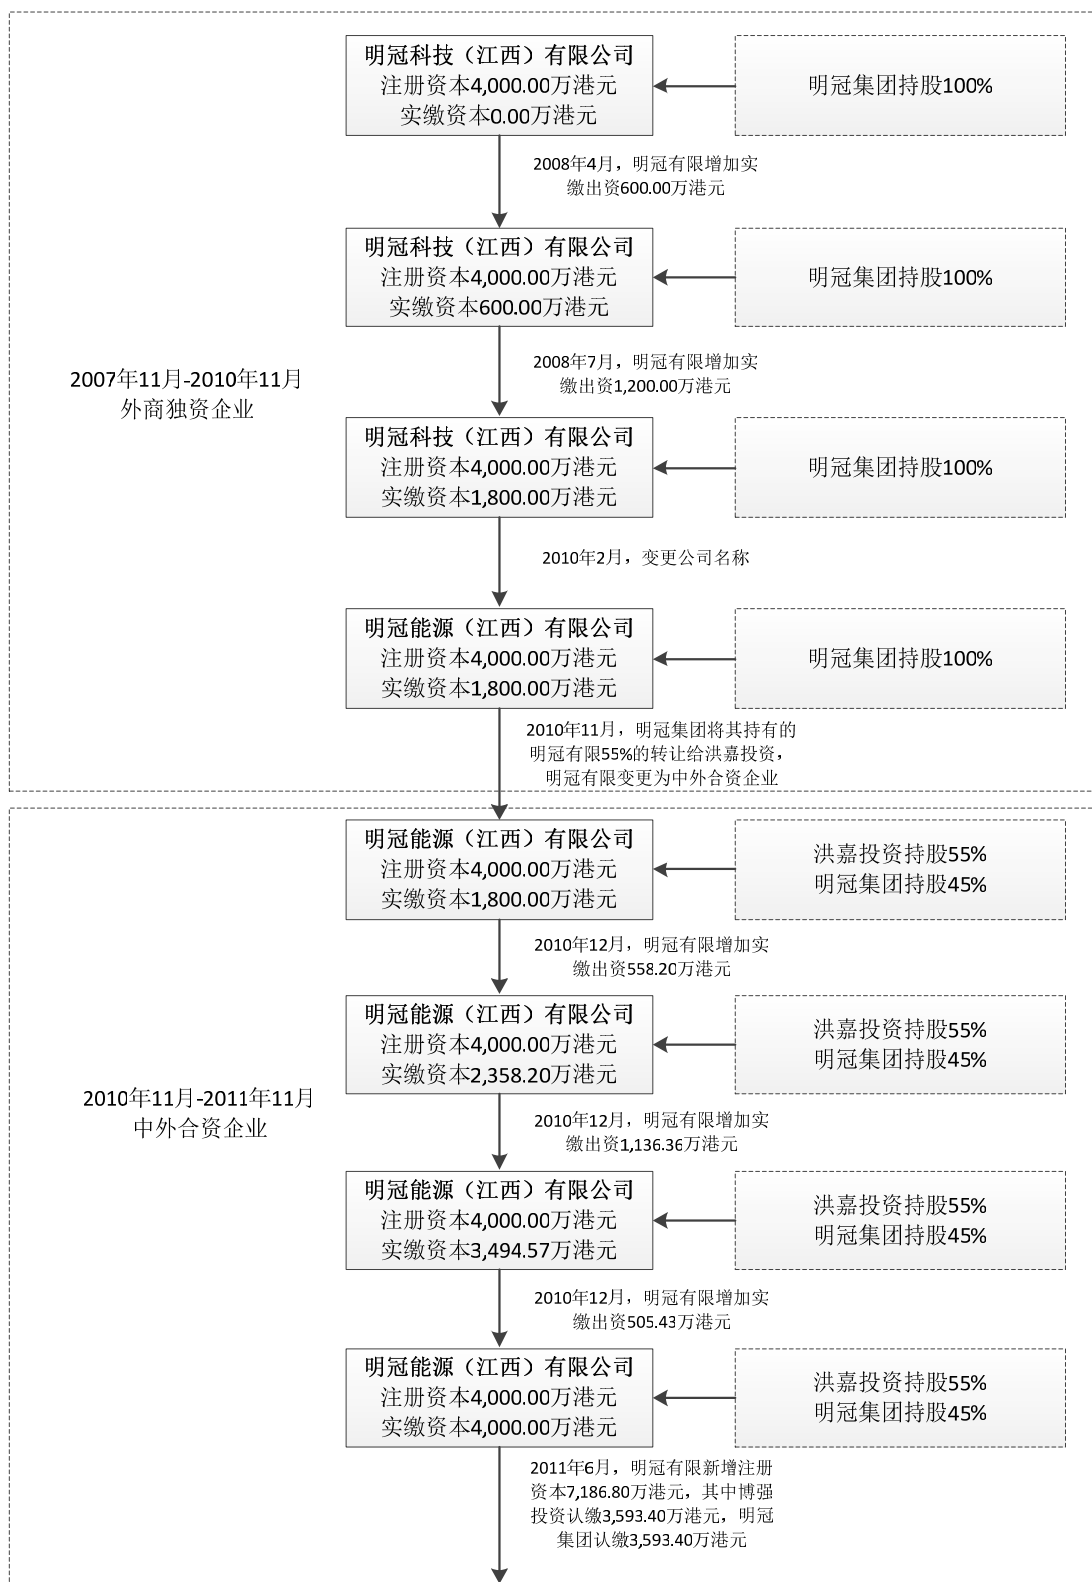 明冠科技（江西）有限公司
注册资本4,000.00万港元
实缴资本0.00万港元
明冠集团持股100%
2008年4月，明冠有限增加实
缴出资600.00万港元
明冠科技（江西）有限公司
注册资本4,000.00万港元
实缴资本600.00万港元
明冠集团持股100%
2007年11月-2010年11月
外商独资企业
2008年7月，明冠有限增加实
缴出资1,200.00万港元
明冠科技（江西）有限公司
注册资本4,000.00万港元
实缴资本1,800.00万港元
明冠集团持股100%
2010年2月，变更公司名称
明冠能源（江西）有限公司
注册资本4,000.00万港元
实缴资本1,800.00万港元
明冠集团持股100%
2010年11月，明冠集团将其持有的
明冠有限55%的转让给洪嘉投资，
明冠有限变更为中外合资企业
明冠能源（江西）有限公司
注册资本4,000.00万港元
实缴资本1,800.00万港元
洪嘉投资持股55%
明冠集团持股45%
2010年12月，明冠有限增加实
缴出资558.20万港元
明冠能源（江西）有限公司
注册资本4,000.00万港元
实缴资本2,358.20万港元
洪嘉投资持股55%
明冠集团持股45%
2010年11月-2011年11月
中外合资企业
2010年12月，明冠有限增加实
缴出资1,136.36万港元
明冠能源（江西）有限公司
注册资本4,000.00万港元
实缴资本3,494.57万港元
洪嘉投资持股55%
明冠集团持股45%
2010年12月，明冠有限增加实
缴出资505.43万港元
明冠能源（江西）有限公司
注册资本4,000.00万港元
实缴资本4,000.00万港元
洪嘉投资持股55%
明冠集团持股45%
2011年6月，明冠有限新增注册
资本7,186.80万港元，其中博强
投资认缴3,593.40万港元，明冠
集团认缴3,593.40万港元